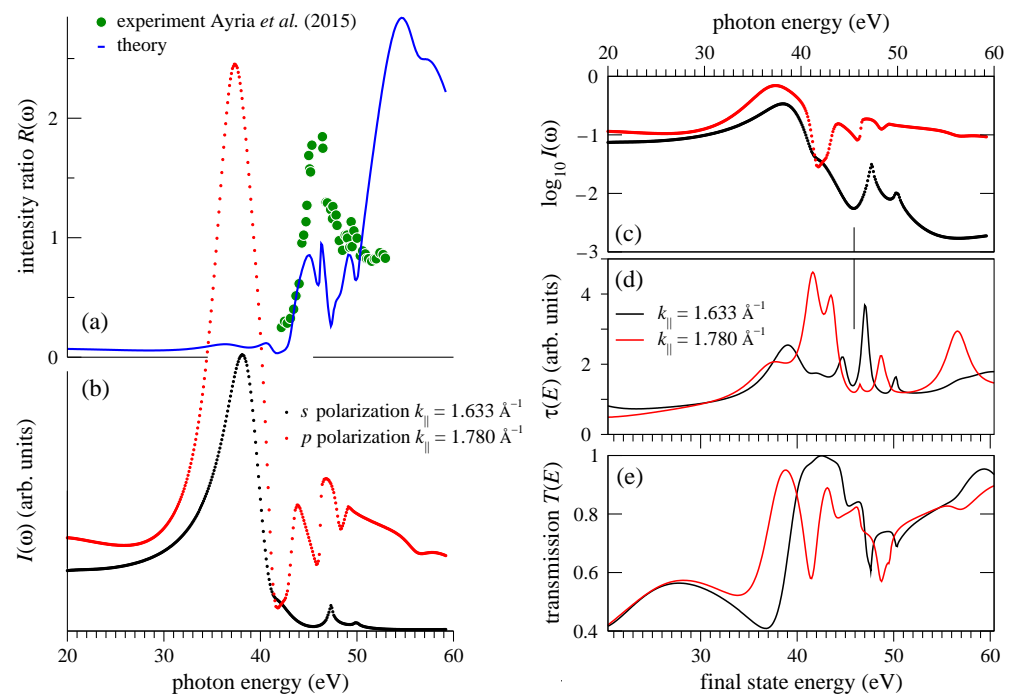 experiment Ayria et al. (2015)
theory
intensity ratio R(ω)
2
1
0
(a)
(b)
s polarization k|| = 1.633 Å⁻¹
p polarization k|| = 1.780 Å⁻¹
I(ω) (arb. units)
20 30 40 50 60
photon energy (eV)
photon energy (eV)
20 30 40 50 60
log₁₀ I(ω)
0
−1
−2
−3
(c)
τ(E) (arb. units)
4
2
0
(d)
k|| = 1.633 Å⁻¹
k|| = 1.780 Å⁻¹
transmission T(E)
1
0.8
0.6
0.4
(e)
30 40 50 60
final state energy (eV)